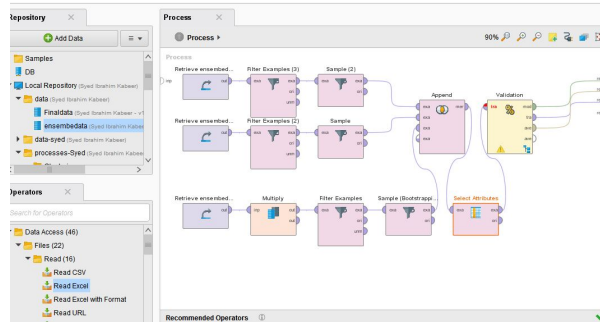 Repository
Add Data
Samples
DB
Local Repository (Syed Ibrahim Kabeer)
data (Syed Ibrahim Kabeer)
Finaldata (Syed Ibrahim Kabeer - v1
ensembedata (Syed Ibrahim Kabeer
data-syed (Syed Ibrahim Kabeer)
processes-Syed (Syed Ibrahim Kabeer
Operators
Search for Operators
Data Access (46)
Files (22)
Read (16)
Read CSV
Read Excel
Read Excel with Format
Read URL
Process
Process
90%
Process
Retrieve ensembed...
Filter Examples (3)
Sample (2)
Append
Validation
Retrieve ensembed...
Filter Examples (2)
Sample
Retrieve ensembed...
Multiply
Filter Examples
Sample (Bootstrappi...
Select Attributes
Recommended Operators